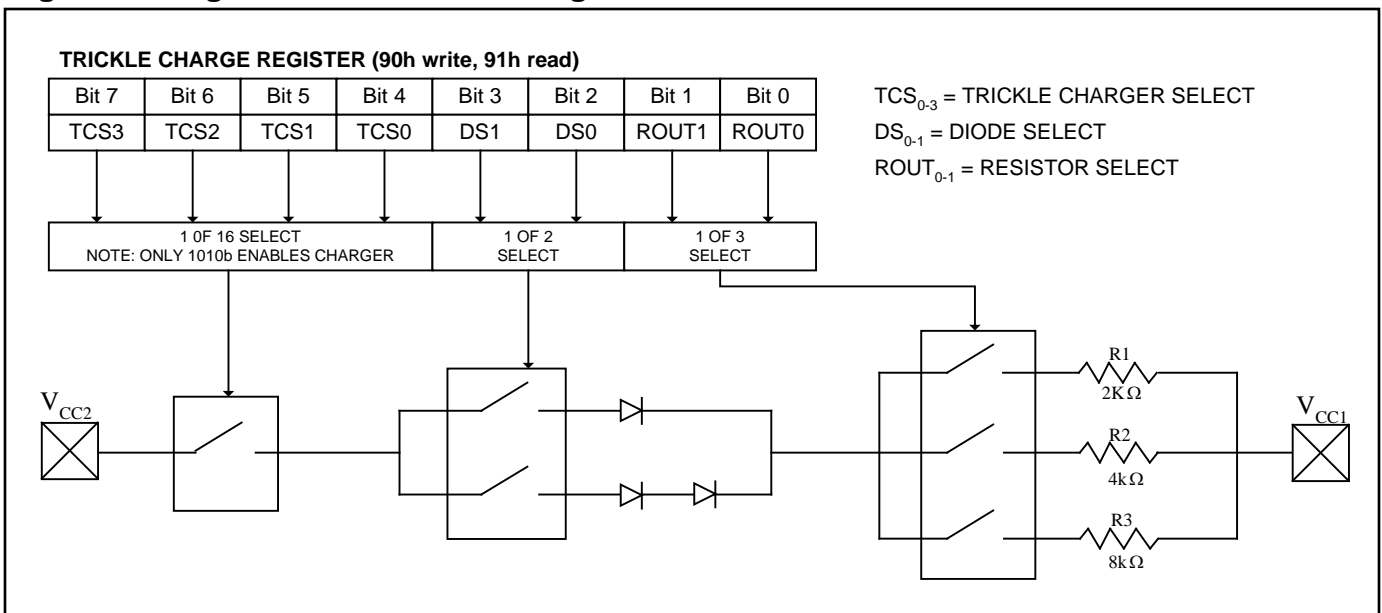 TRICKLE CHARGE REGISTER (90h write, 91h read)
Bit 7 Bit 6 Bit 5 Bit 4 Bit 3 Bit 2 Bit 1 Bit 0
TCS3 TCS2 TCS1 TCS0 DS1 DS0 ROUT1 ROUT0
TCS0-3 = TRICKLE CHARGER SELECT
DS0-1 = DIODE SELECT
ROUT0-1 = RESISTOR SELECT
1 0F 16 SELECT
NOTE: ONLY 1010b ENABLES CHARGER
1 OF 2
SELECT
1 OF 3
SELECT
VCC2
R1
2KΩ
R2
4kΩ
R3
8kΩ
VCC1